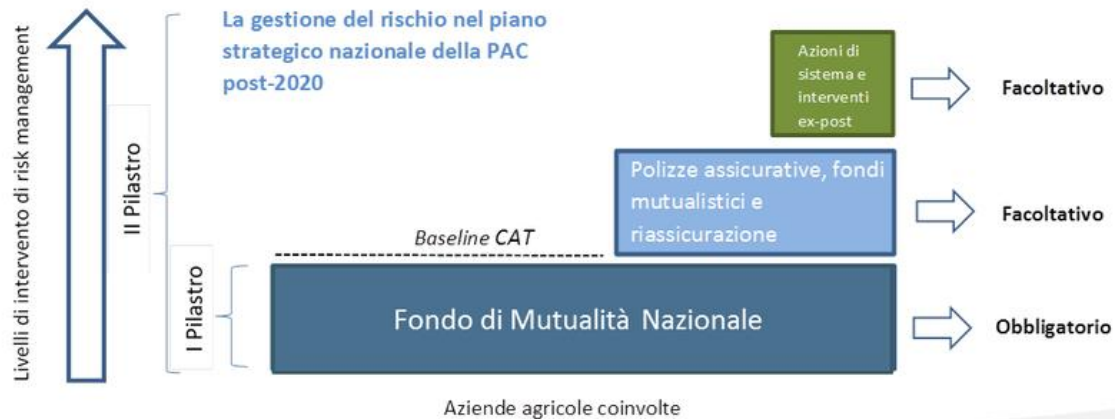 La gestione del rischio nel piano
strategico nazionale della PAC
post-2020
Livelli di intervento di risk management
II Pilastro
I Pilastro
Azioni di
sistema e
interventi
ex-post
Facoltativo
Polizze assicurative, fondi
mutualistici e
riassicurazione
Facoltativo
Baseline CAT
Fondo di Mutualità Nazionale
Obbligatorio
Aziende agricole coinvolte